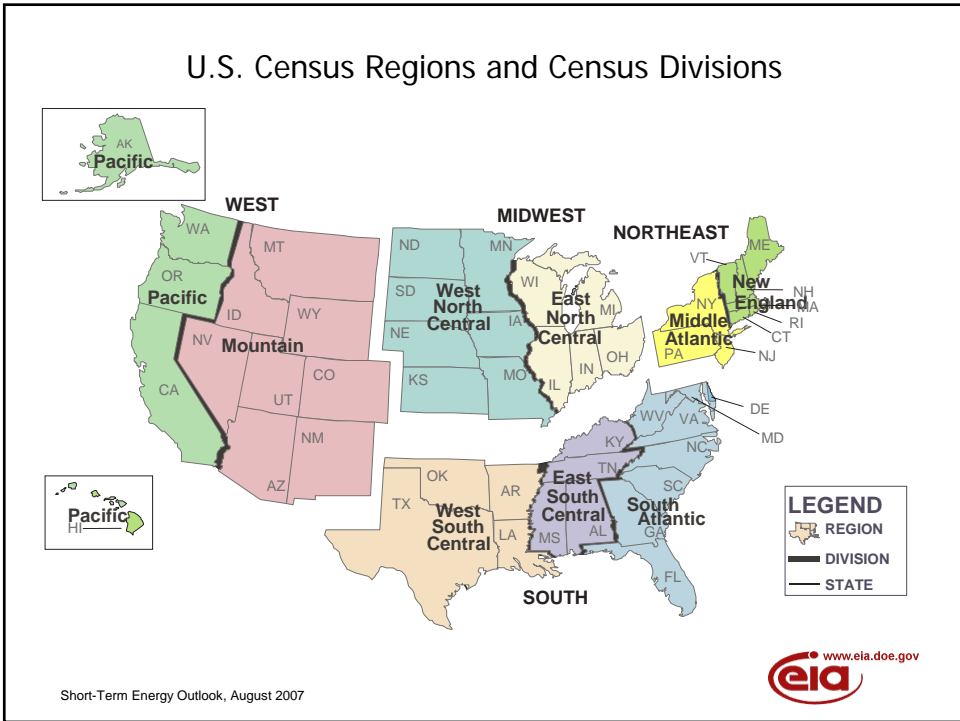 U.S. Census Regions and Census Divisions
AK
Pacific
WEST
MIDWEST
NORTHEAST
WA
MT
ND
MN
VT
ME
OR
Pacific
ID
WY
SD
West
North
Central
IA
WI
East
North
Central
MI
NY
New
England
NH
MA
RI
CT
NJ
Middle
Atlantic
PA
NV
Mountain
NE
CA
UT
CO
KS
MO
IL
IN
OH
AZ
NM
DE
MD
WV
VA
KY
NC
TN
SC
OK
AR
TX
West
South
Central
LA
East
South
Central
MS
AL
South
Atlantic
GA
FL
SOUTH
Pacific
HI
LEGEND
REGION
DIVISION
STATE
Short-Term Energy Outlook, August 2007
www.eia.doe.gov
eia